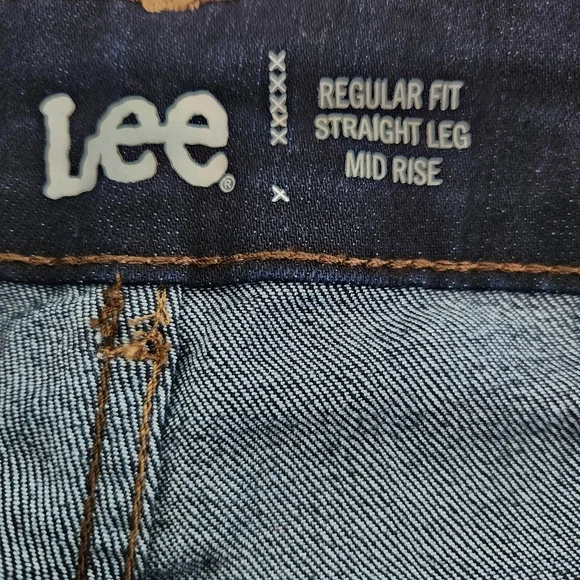 Lee®
REGULAR FIT
STRAIGHT LEG
MID RISE